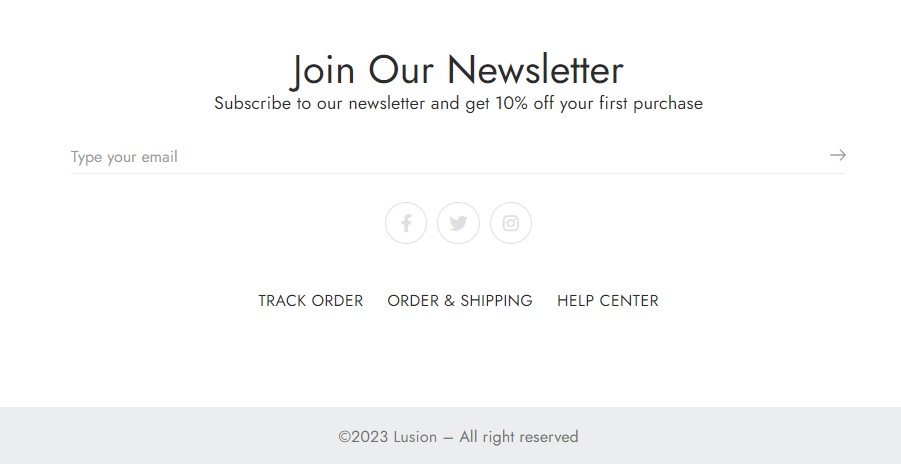 Join Our Newsletter
Subscribe to our newsletter and get 10% off your first purchase
Type your email
TRACK ORDER ORDER & SHIPPING HELP CENTER
©2023 Lusion – All right reserved